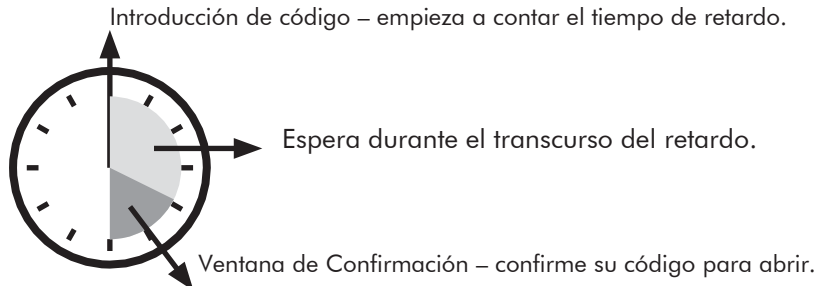 Introducción de código – empieza a contar el tiempo de retardo.
Espera durante el transcurso del retardo.
Ventana de Confirmación – confirme su código para abrir.